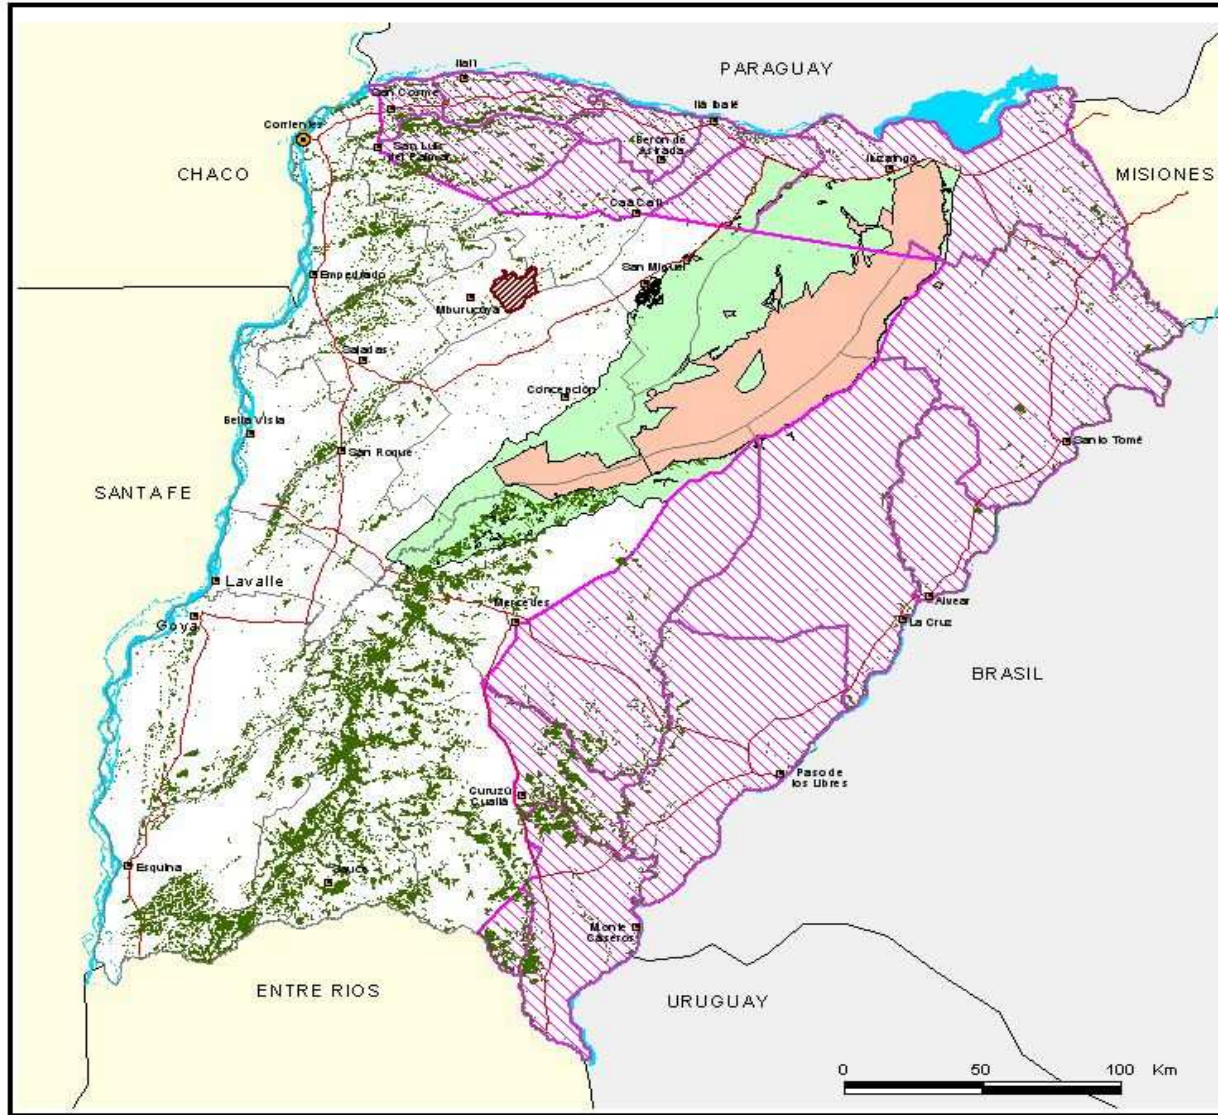 PARAGUAY
Itatí
San Cosme
Itá Ibaté
Corrientes
San Luis
del Palmar
Berón de
Astrada
Ituzaingó
CHACO
MISIONES
Caá Catí
Empedrado
San Miguel
Mburucuyá
Saladas
Concepción
Bella Vista
San Roque
Santo Tomé
SANTA FE
Lavalle
Alvear
Mercedes
La Cruz
Goya
BRASIL
Paso de
los Libres
Curuzú
Cuatiá
Esquina
Sauce
Monte
Caseros
ENTRE RIOS
URUGUAY
0 50 100 Km